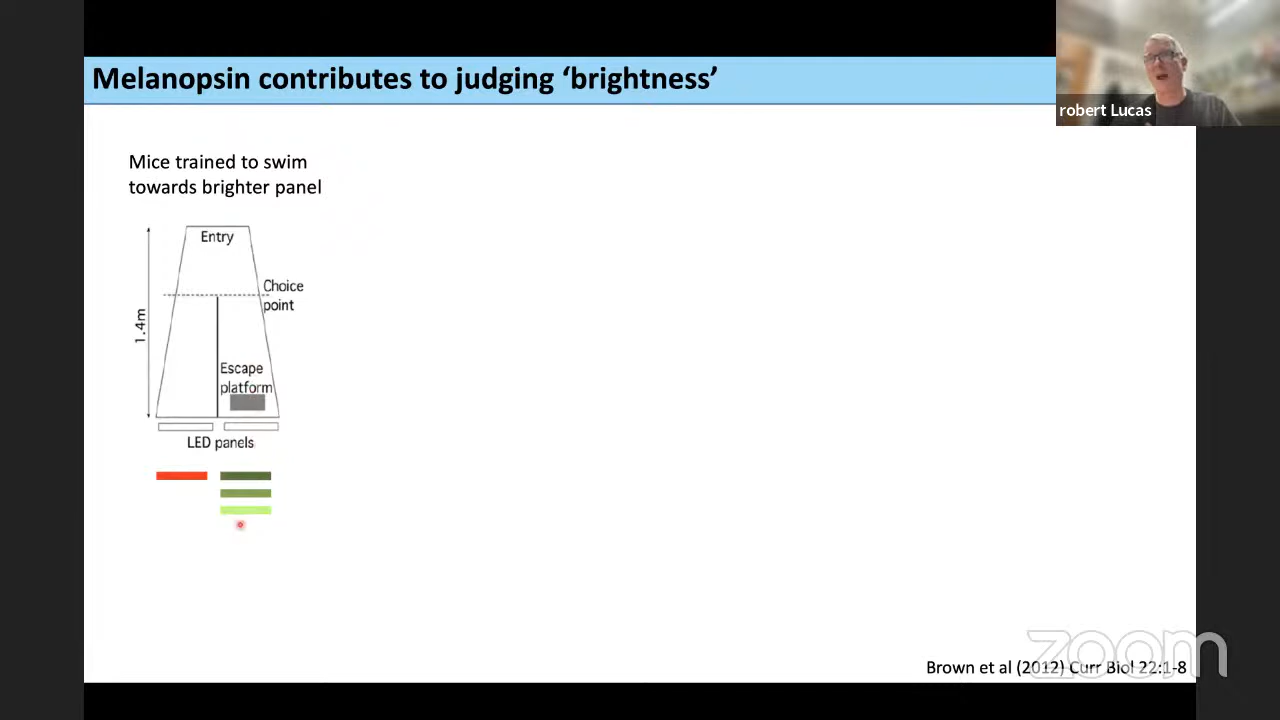 Melanopsin contributes to judging ‘brightness’
robert Lucas
Mice trained to swim
towards brighter panel
Entry
Choice
point
1.4m
Escape
platform
LED panels
zoom
Brown et al (2012) Curr Biol 22:1-8